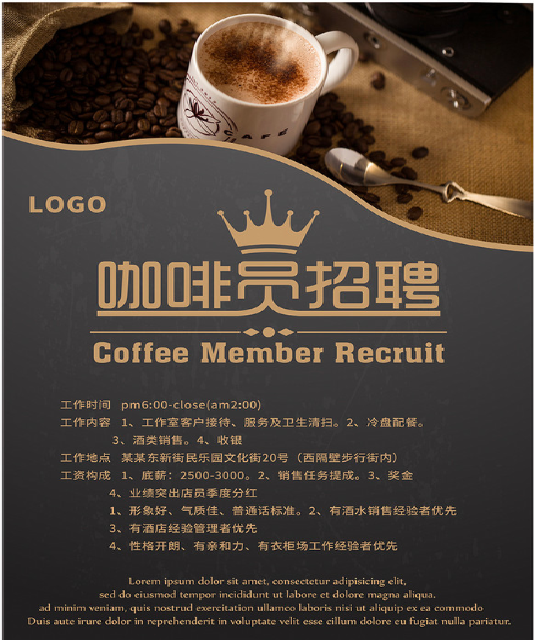 CAFE
LOGO
咖啡员招聘
Coffee Member Recruit
工作时间 pm6:00-close(am2:00)
工作内容 1、工作室客户接待、服务及卫生清扫。2、冷盘配餐。
3、酒类销售。4、收银
工作地点 某某东新街民乐园文化街20号（西隔壁步行街内）
工资构成 1、底薪：2500-3000。2、销售任务提成。3、奖金
4、业绩突出店员季度分红
1、形象好、气质佳、普通话标准。2、有酒水销售经验者优先
3、有酒店经验管理者优先
4、性格开朗、有亲和力、有衣柜场工作经验者优先
Lorem ipsum dolor sit amet, consectetur adipisicing elit,
sed do eiusmod tempor incididunt ut labore et dolore magna aliqua.
ad minim veniam, quis nostrud exercitation ullamco laboris nisi ut aliquip ex ea commodo
Duis aute irure dolor in reprehenderit in voluptate velit esse cillum dolore eu fugiat nulla pariatur.